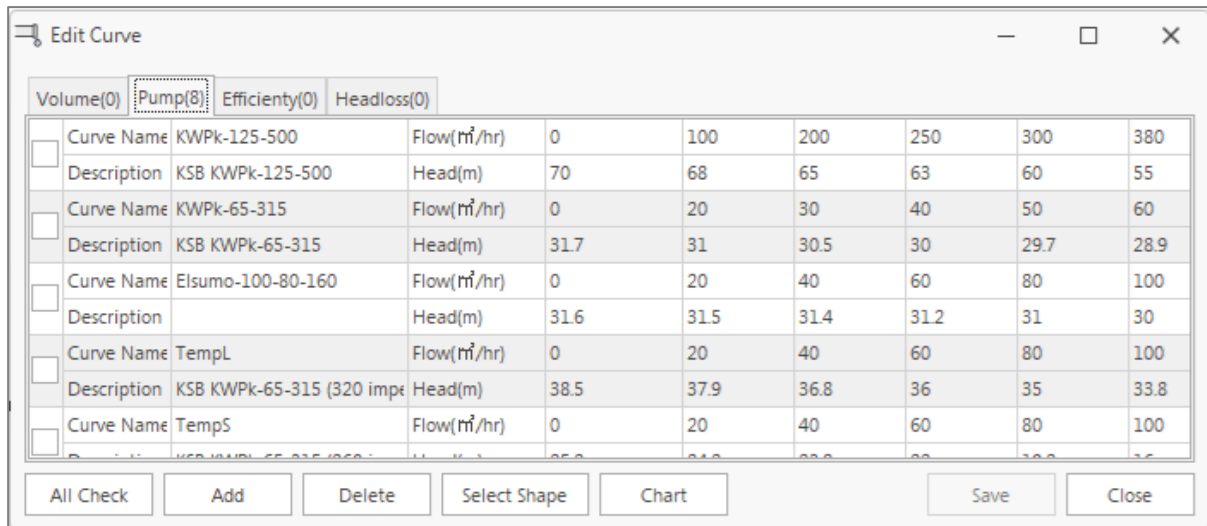 Edit Curve
Volume(0) Pump(8) Efficienty(0) Headloss(0)
Curve Name KWPk-125-500 Flow(㎥/hr) 0 100 200 250 300 380
Description KSB KWPk-125-500 Head(m) 70 68 65 63 60 55
Curve Name KWPk-65-315 Flow(㎥/hr) 0 20 30 40 50 60
Description KSB KWPk-65-315 Head(m) 31.7 31 30.5 30 29.7 28.9
Curve Name Elsumo-100-80-160 Flow(㎥/hr) 0 20 40 60 80 100
Description Head(m) 31.6 31.5 31.4 31.2 31 30
Curve Name TempL Flow(㎥/hr) 0 20 40 60 80 100
Description KSB KWPk-65-315 (320 impe Head(m) 38.5 37.9 36.8 36 35 33.8
Curve Name TempS Flow(㎥/hr) 0 20 40 60 80 100
All Check Add Delete Select Shape Chart Save Close